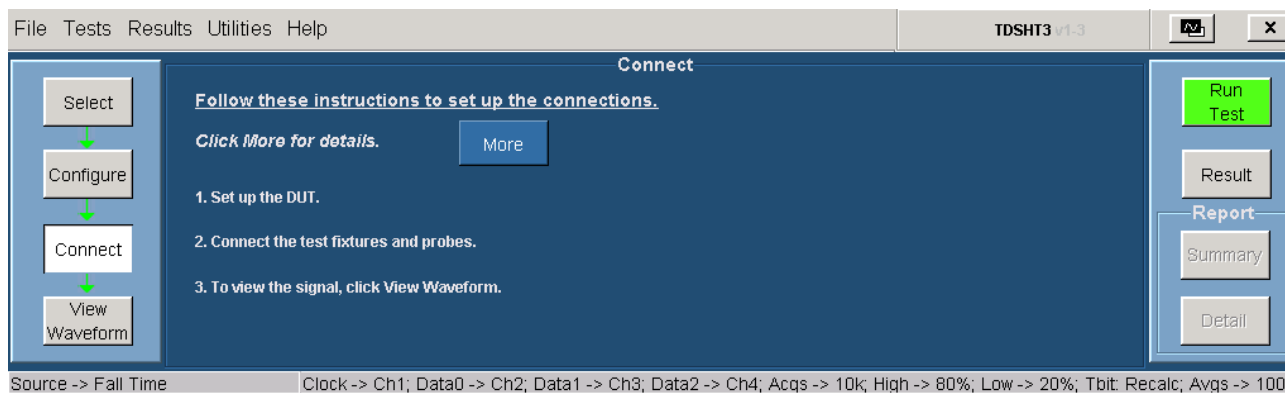 File Tests Results Utilities Help TDSHT3 v1-3 x
Connect
Select
Configure
Connect
View
Waveform
Follow these instructions to set up the connections.
Click More for details. More
1. Set up the DUT.
2. Connect the test fixtures and probes.
3. To view the signal, click View Waveform.
Run
Test
Result
Report
Summary
Detail
Source -> Fall Time Clock -> Ch1; Data0 -> Ch2; Data1 -> Ch3; Data2 -> Ch4; Acqs -> 10k; High -> 80%; Low -> 20%; Tbit: Recalc; Avgs -> 100